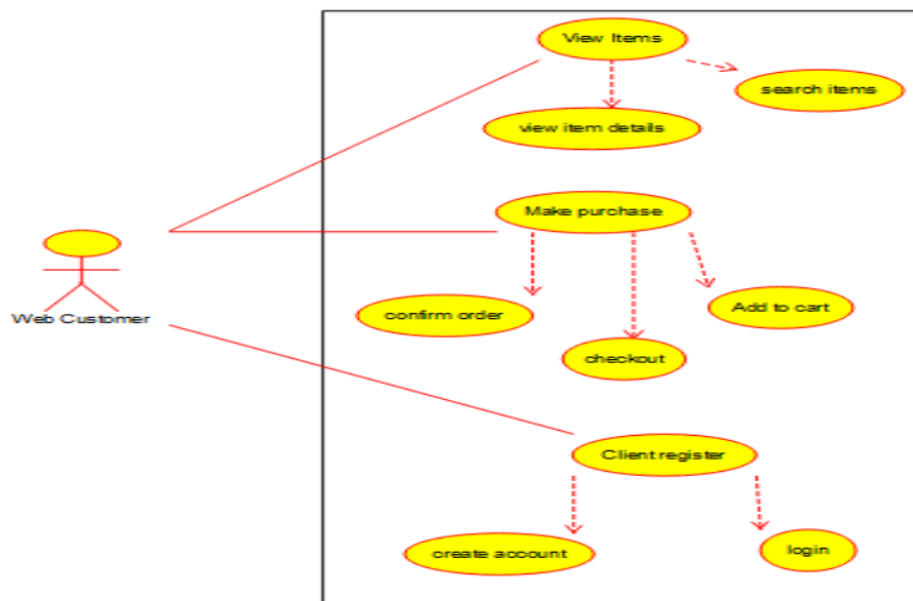 View Items
search items
view item details
Make purchase
Web Customer
confirm order
Add to cart
checkout
Client register
create account
login